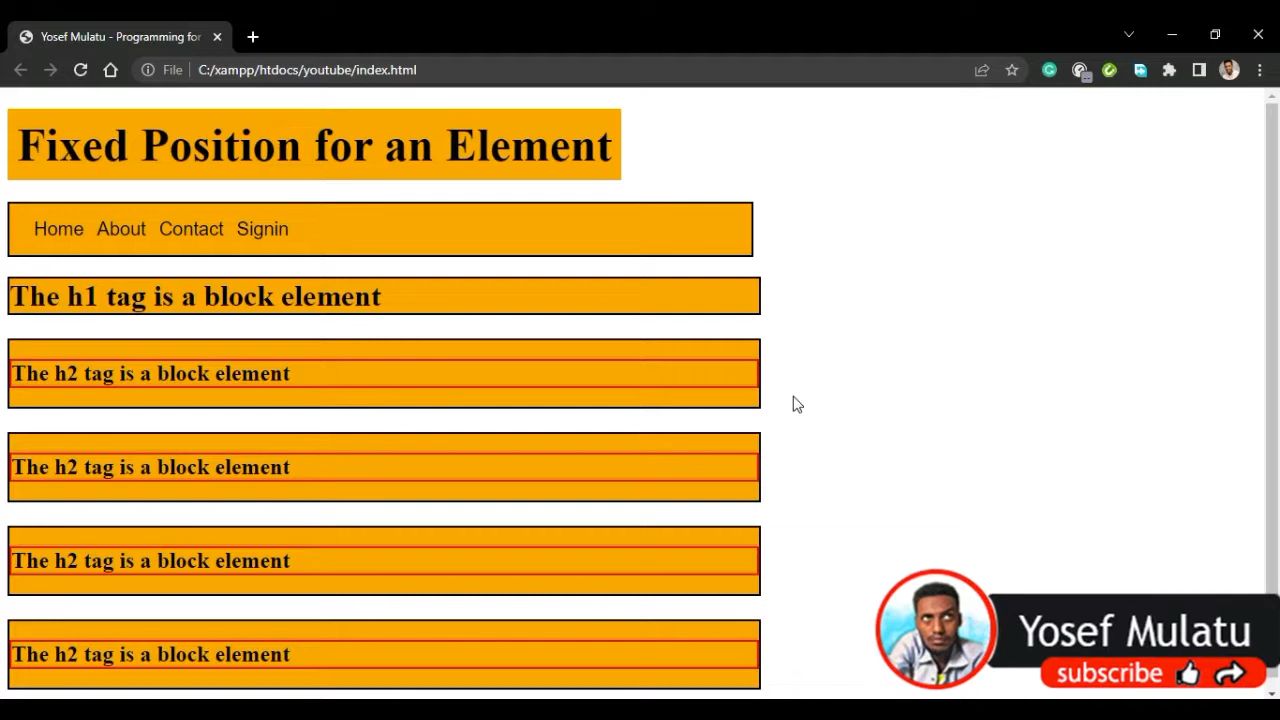 Yosef Mulatu - Programming for
File C:/xampp/htdocs/youtube/index.html
Fixed Position for an Element
Home About Contact Signin
The h1 tag is a block element
The h2 tag is a block element
The h2 tag is a block element
The h2 tag is a block element
The h2 tag is a block element
Yosef Mulatu
subscribe